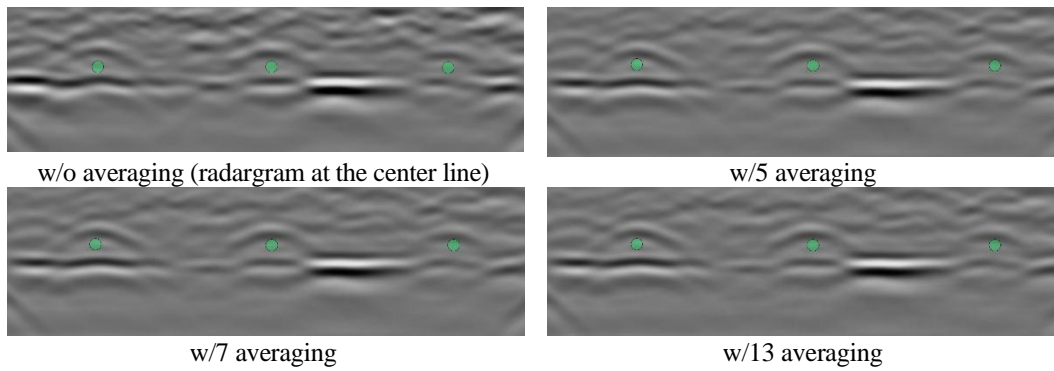 w/o averaging (radargram at the center line)
w/5 averaging
w/7 averaging
w/13 averaging